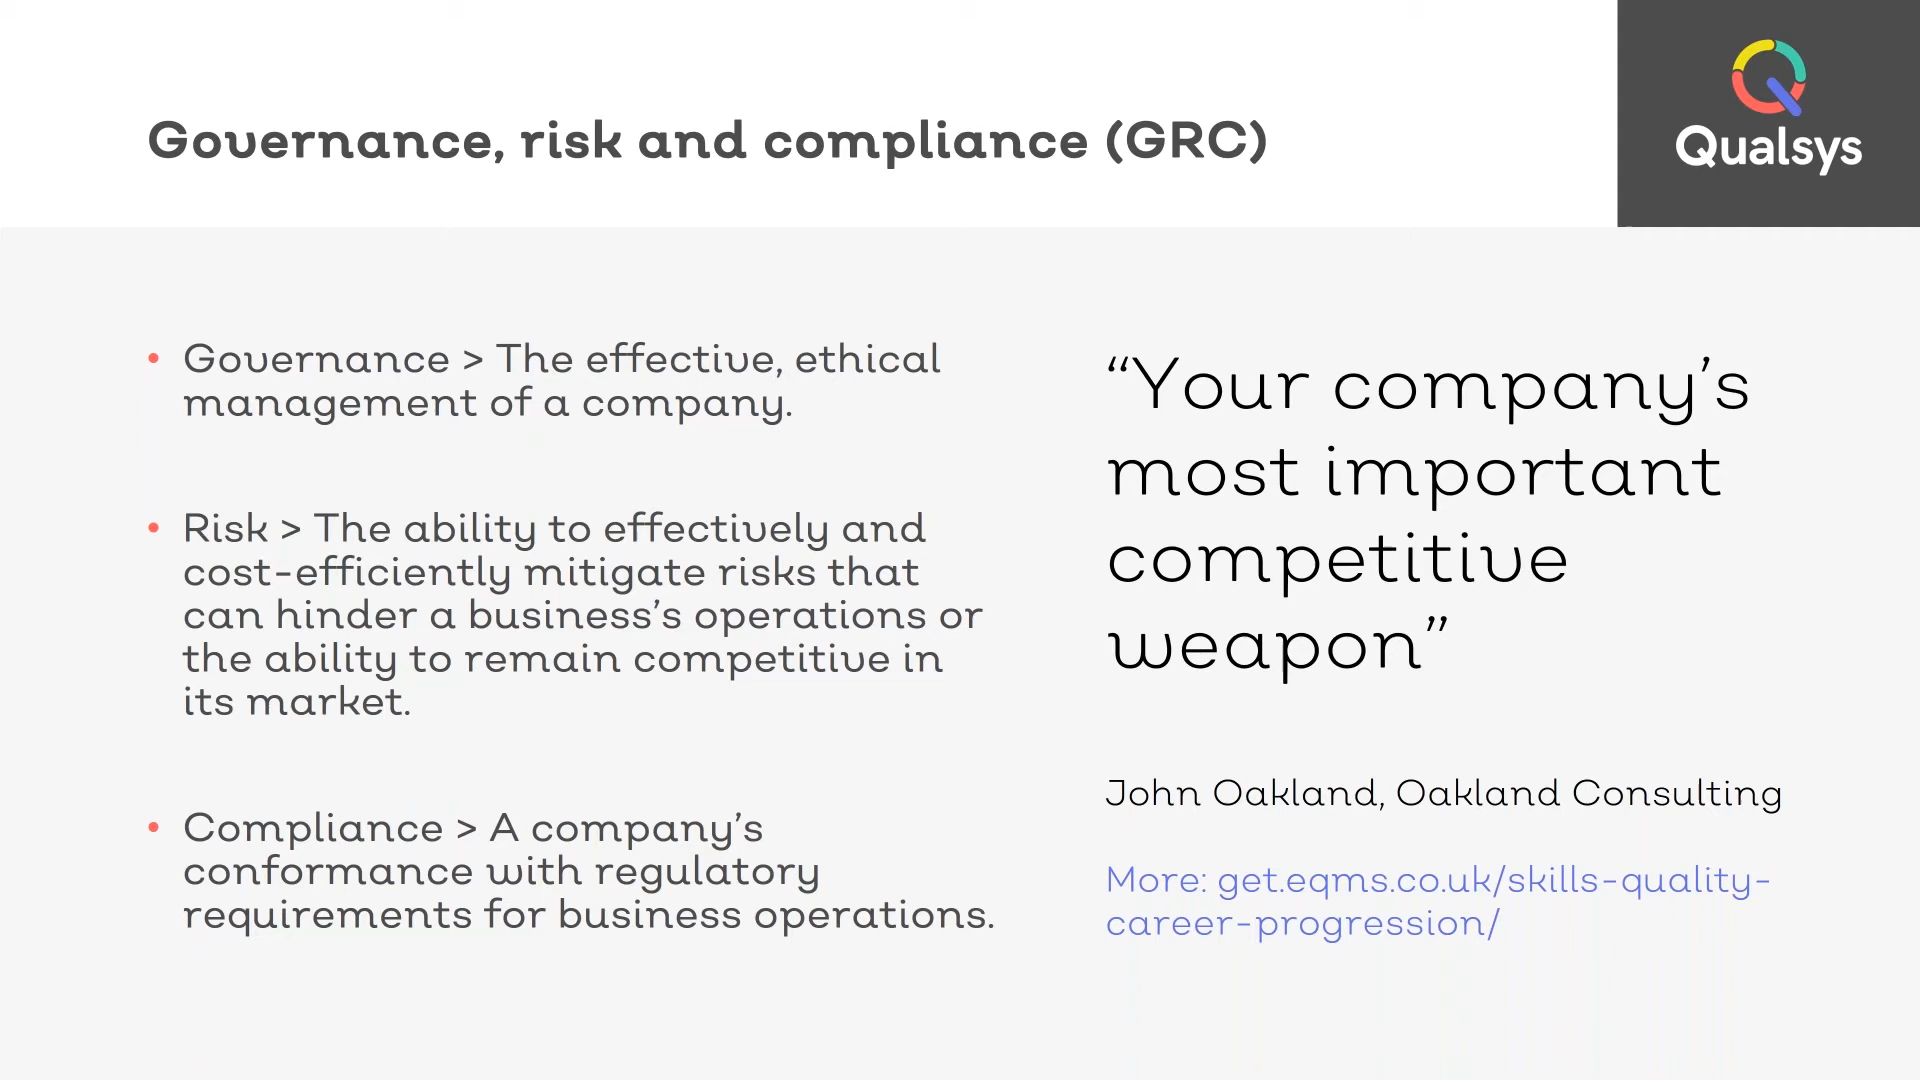 Governance, risk and compliance (GRC)
Qualsys
• Governance > The effective, ethical
management of a company.
• Risk > The ability to effectively and
cost-efficiently mitigate risks that
can hinder a business’s operations or
the ability to remain competitive in
its market.
• Compliance > A company’s
conformance with regulatory
requirements for business operations.
“Your company’s
most important
competitive
weapon”
John Oakland, Oakland Consulting
More: get.eqms.co.uk/skills-quality-
career-progression/